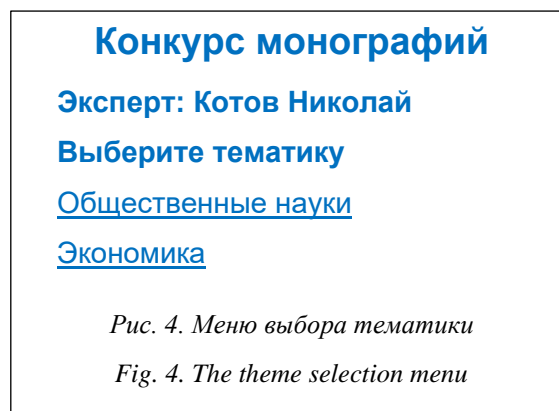 Конкурс монографий
Эксперт: Котов Николай
Выберите тематику
Общественные науки
Экономика
Рис. 4. Меню выбора тематики
Fig. 4. The theme selection menu